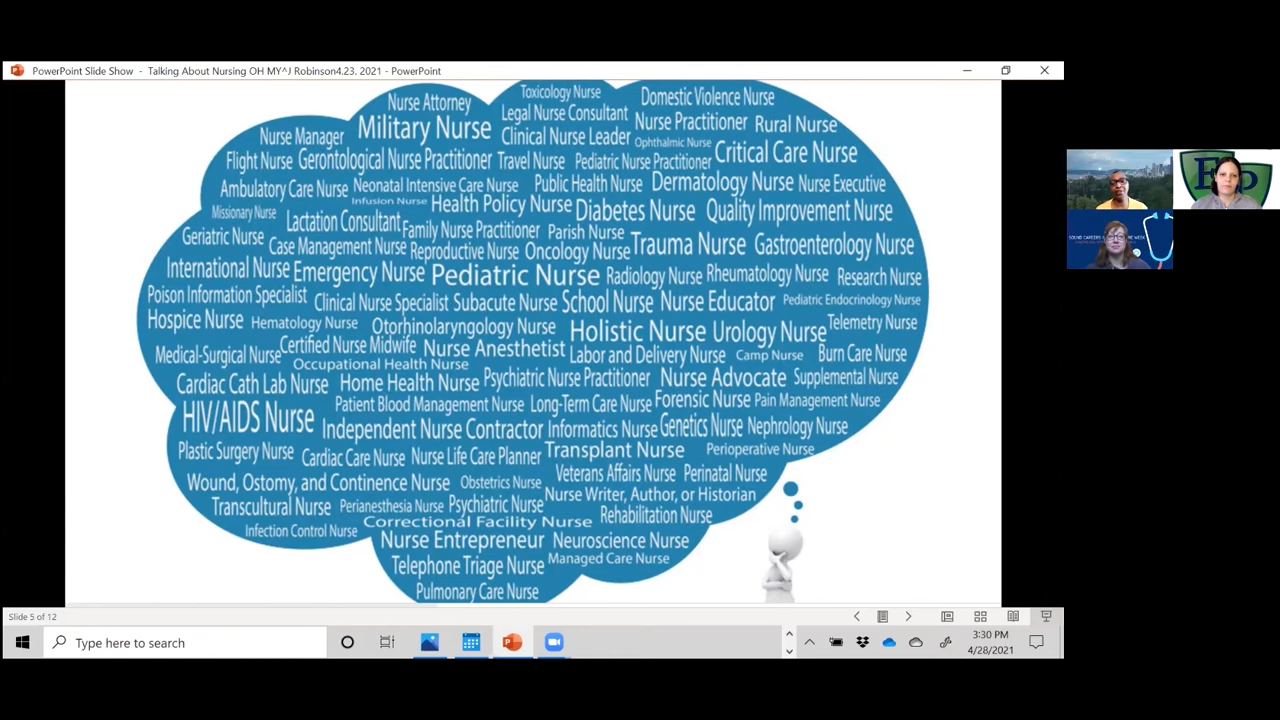 PowerPoint Slide Show - Talking About Nursing OH MY^J Robinson4.23. 2021 - PowerPoint
Toxicology Nurse
Nurse Attorney
Domestic Violence Nurse
Legal Nurse Consultant
Nurse Manager
Military Nurse
Clinical Nurse Leader
Nurse Practitioner
Rural Nurse
Ophthalmic Nurse
Flight Nurse
Gerontological Nurse Practitioner
Travel Nurse
Pediatric Nurse Practitioner
Critical Care Nurse
Ambulatory Care Nurse
Neonatal Intensive Care Nurse
Public Health Nurse
Dermatology Nurse
Nurse Executive
Infusion Nurse
Missionary Nurse
Lactation Consultant
Health Policy Nurse
Diabetes Nurse
Quality Improvement Nurse
Geriatric Nurse
Family Nurse Practitioner
Parish Nurse
Case Management Nurse
Reproductive Nurse
Oncology Nurse
Trauma Nurse
Gastroenterology Nurse
International Nurse
Emergency Nurse
Pediatric Nurse
Radiology Nurse
Rheumatology Nurse
Research Nurse
Poison Information Specialist
Clinical Nurse Specialist
Subacute Nurse
School Nurse
Nurse Educator
Pediatric Endocrinology Nurse
Hospice Nurse
Hematology Nurse
Otorhinolaryngology Nurse
Holistic Nurse
Urology Nurse
Telemetry Nurse
Medical-Surgical Nurse
Certified Nurse Midwife
Nurse Anesthetist
Labor and Delivery Nurse
Camp Nurse
Burn Care Nurse
Occupational Health Nurse
Cardiac Cath Lab Nurse
Home Health Nurse
Psychiatric Nurse Practitioner
Nurse Advocate
Supplemental Nurse
HIV/AIDS Nurse
Patient Blood Management Nurse
Long-Term Care Nurse
Forensic Nurse
Pain Management Nurse
Independent Nurse Contractor
Informatics Nurse
Genetics Nurse
Nephrology Nurse
Plastic Surgery Nurse
Cardiac Care Nurse
Nurse Life Care Planner
Transplant Nurse
Perioperative Nurse
Wound, Ostomy, and Continence Nurse
Obstetrics Nurse
Veterans Affairs Nurse
Perinatal Nurse
Transcultural Nurse
Perianesthesia Nurse
Psychiatric Nurse
Nurse Writer, Author, or Historian
Infection Control Nurse
Correctional Facility Nurse
Rehabilitation Nurse
Nurse Entrepreneur
Neuroscience Nurse
Telephone Triage Nurse
Managed Care Nurse
Pulmonary Care Nurse
Slide 5 of 12
Type here to search
3:30 PM
4/28/2021